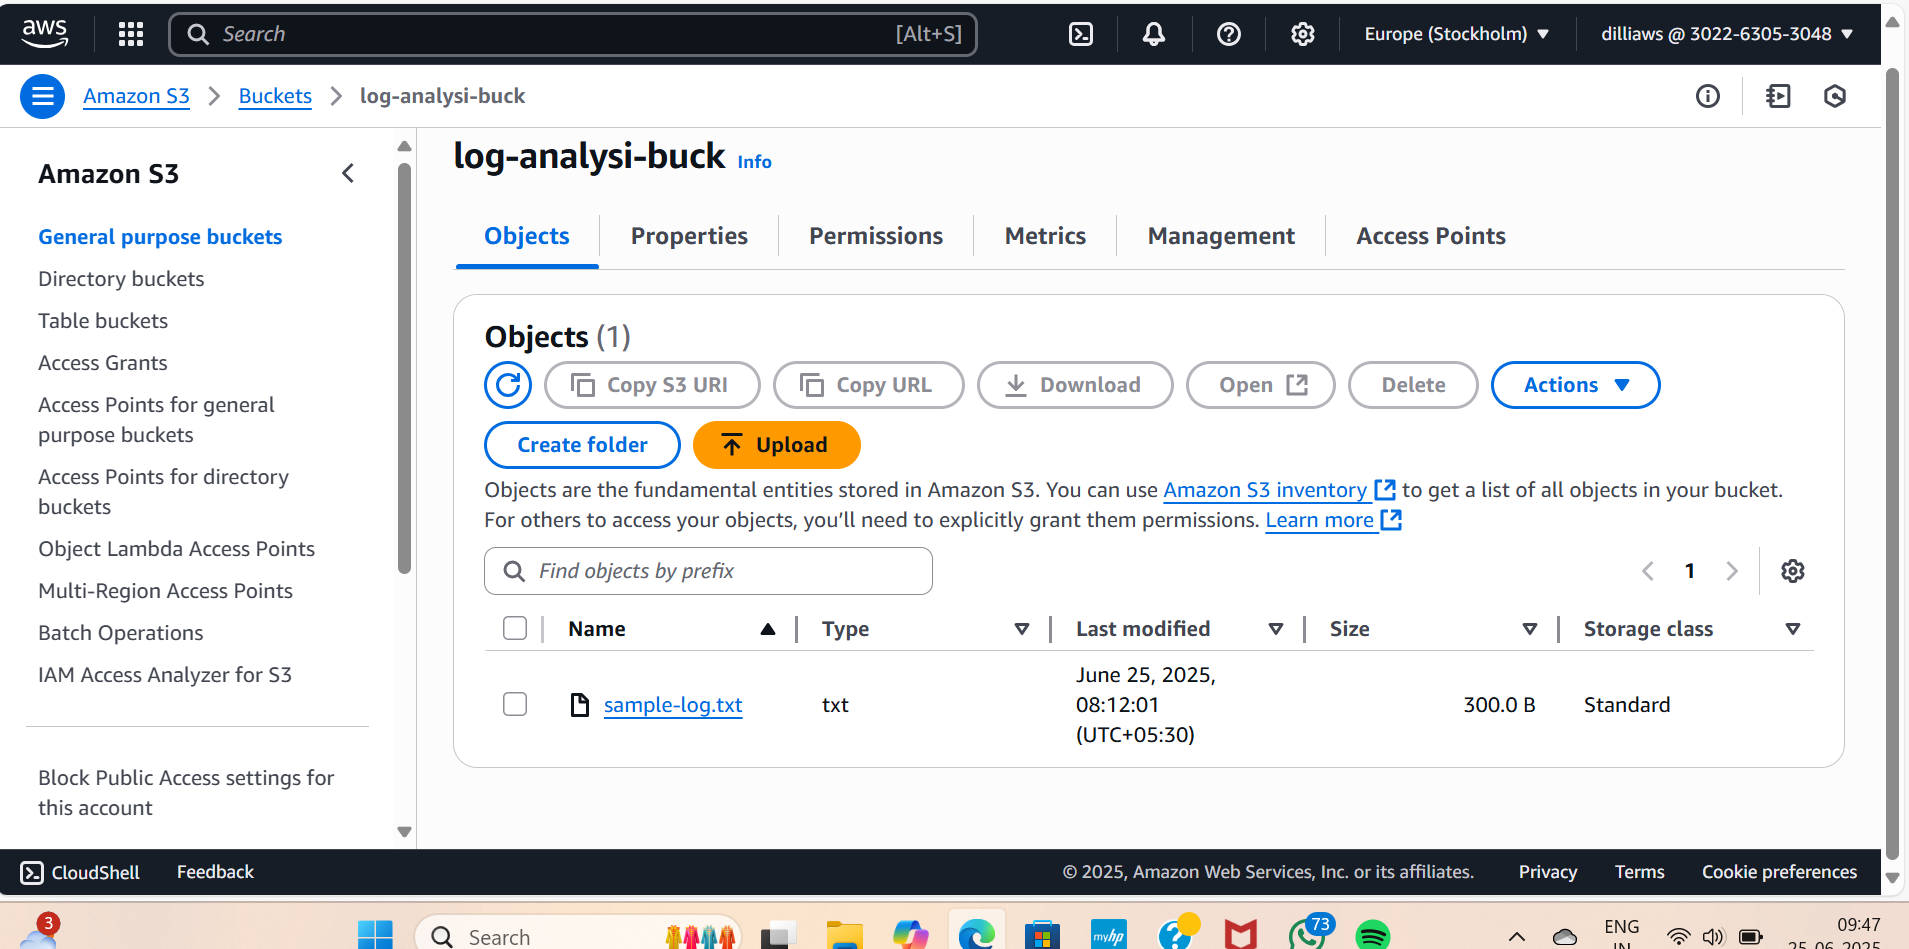 aws
Search [Alt+S]
Europe (Stockholm)
dilliaws @ 3022-6305-3048
Amazon S3
Buckets
log-analysi-buck
Amazon S3
General purpose buckets
Directory buckets
Table buckets
Access Grants
Access Points for general
purpose buckets
Access Points for directory
buckets
Object Lambda Access Points
Multi-Region Access Points
Batch Operations
IAM Access Analyzer for S3
Block Public Access settings for
this account
log-analysi-buck Info
Objects
Properties
Permissions
Metrics
Management
Access Points
Objects (1)
Copy S3 URI
Copy URL
Download
Open
Delete
Actions
Create folder
Upload
Objects are the fundamental entities stored in Amazon S3. You can use Amazon S3 inventory to get a list of all objects in your bucket.
For others to access your objects, you'll need to explicitly grant them permissions. Learn more
Find objects by prefix
1
Name
Type
Last modified
Size
Storage class
sample-log.txt
txt
June 25, 2025,
08:12:01
(UTC+05:30)
300.0 B
Standard
CloudShell
Feedback
© 2025, Amazon Web Services, Inc. or its affiliates.
Privacy
Terms
Cookie preferences
3
Search
myhp
73
ENG
IN
09:47
25-06-2025